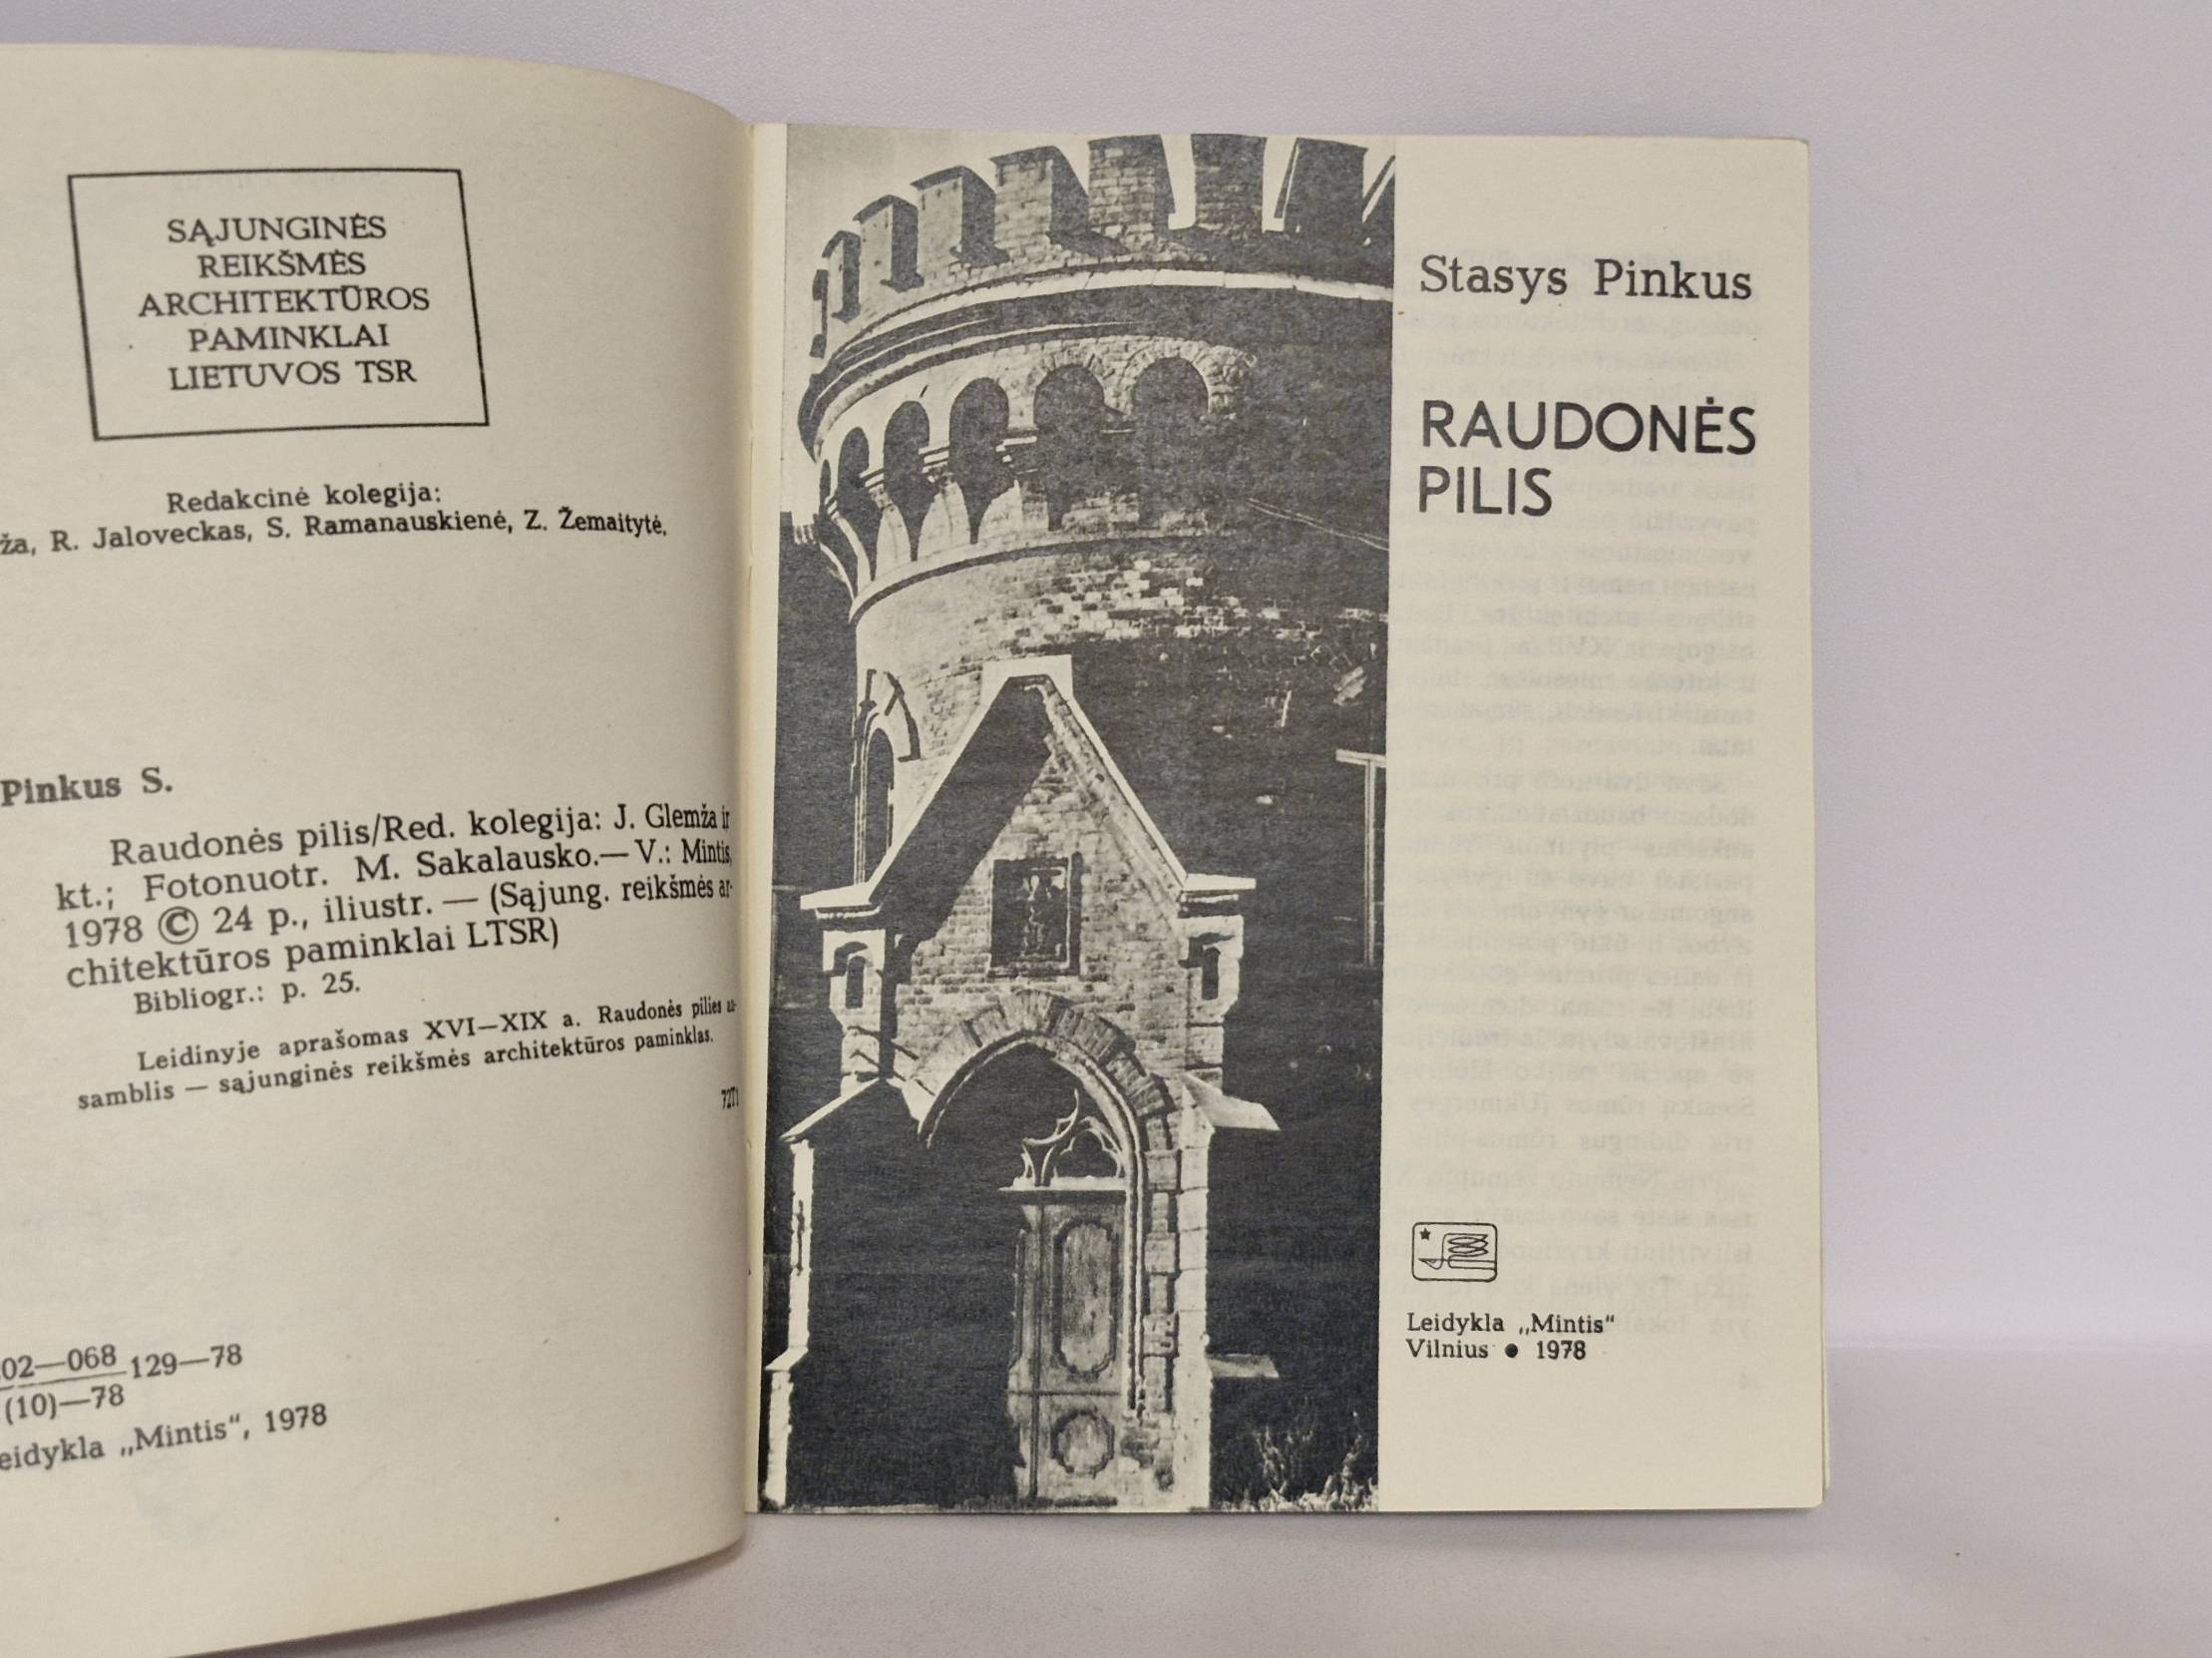 SĄJUNGINĖS
REIKŠMĖS
ARCHITEKTŪROS
PAMINKLAI
LIETUVOS TSR
Redakcinė kolegija:
ža, R. Jaloveckas, S. Ramanauskienė, Z. Žemaitytė,
Pinkus S.
Raudonės pilis/Red. kolegija: J. Glemža ir
kt.; Fotonuotr. M. Sakalausko.— V.: Mintis,
1978 © 24 p., iliustr. — (Sąjung. reikšmės ar-
chitektūros paminklai LTSR)
Bibliogr.: p. 25.
Leidinyje aprašomas XVI—XIX a. Raudonės pilies
samblis — sąjunginės reikšmės architektūros paminklas.
72T1
02—068 129—78
(10)—78
eidykla „Mintis“, 1978
Stasys Pinkus
RAUDONĖS
PILIS
Leidykla „Mintis“
Vilnius ● 1978